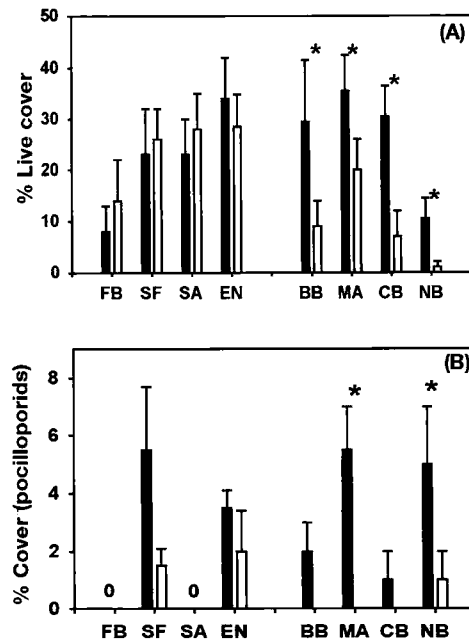 (A)
% Live cover
50
40
30
20
10
0
* * * *
FB SF SA EN BB MA CB NB
(B)
% Cover (pocilloporids)
8
6
4
2
0
* *
0 0
FB SF SA EN BB MA CB NB